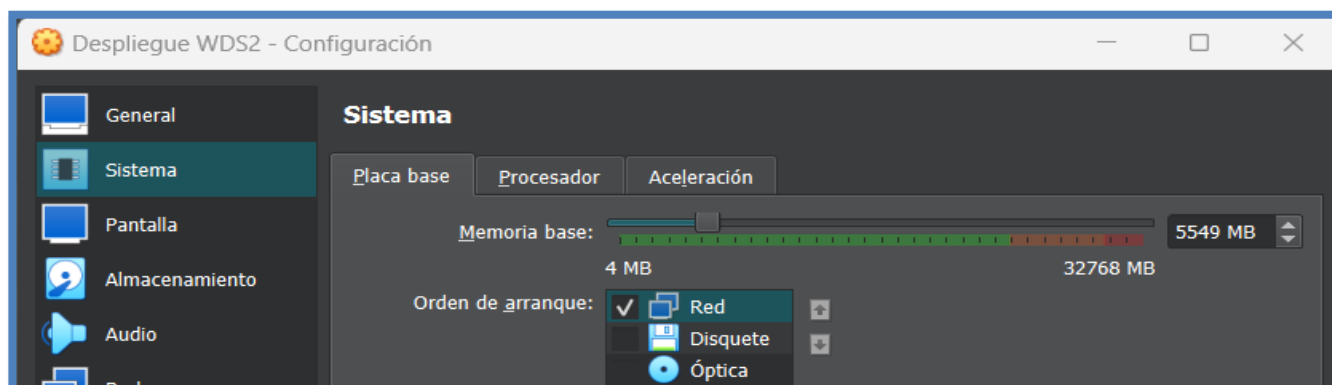 Despliegue WDS2 - Configuración
General
Sistema
Pantalla
Almacenamiento
Audio
Sistema
Placa base Procesador Aceleración
Memoria base: 5549 MB
4 MB 32768 MB
Orden de arranque: Red
Disquete
Óptica